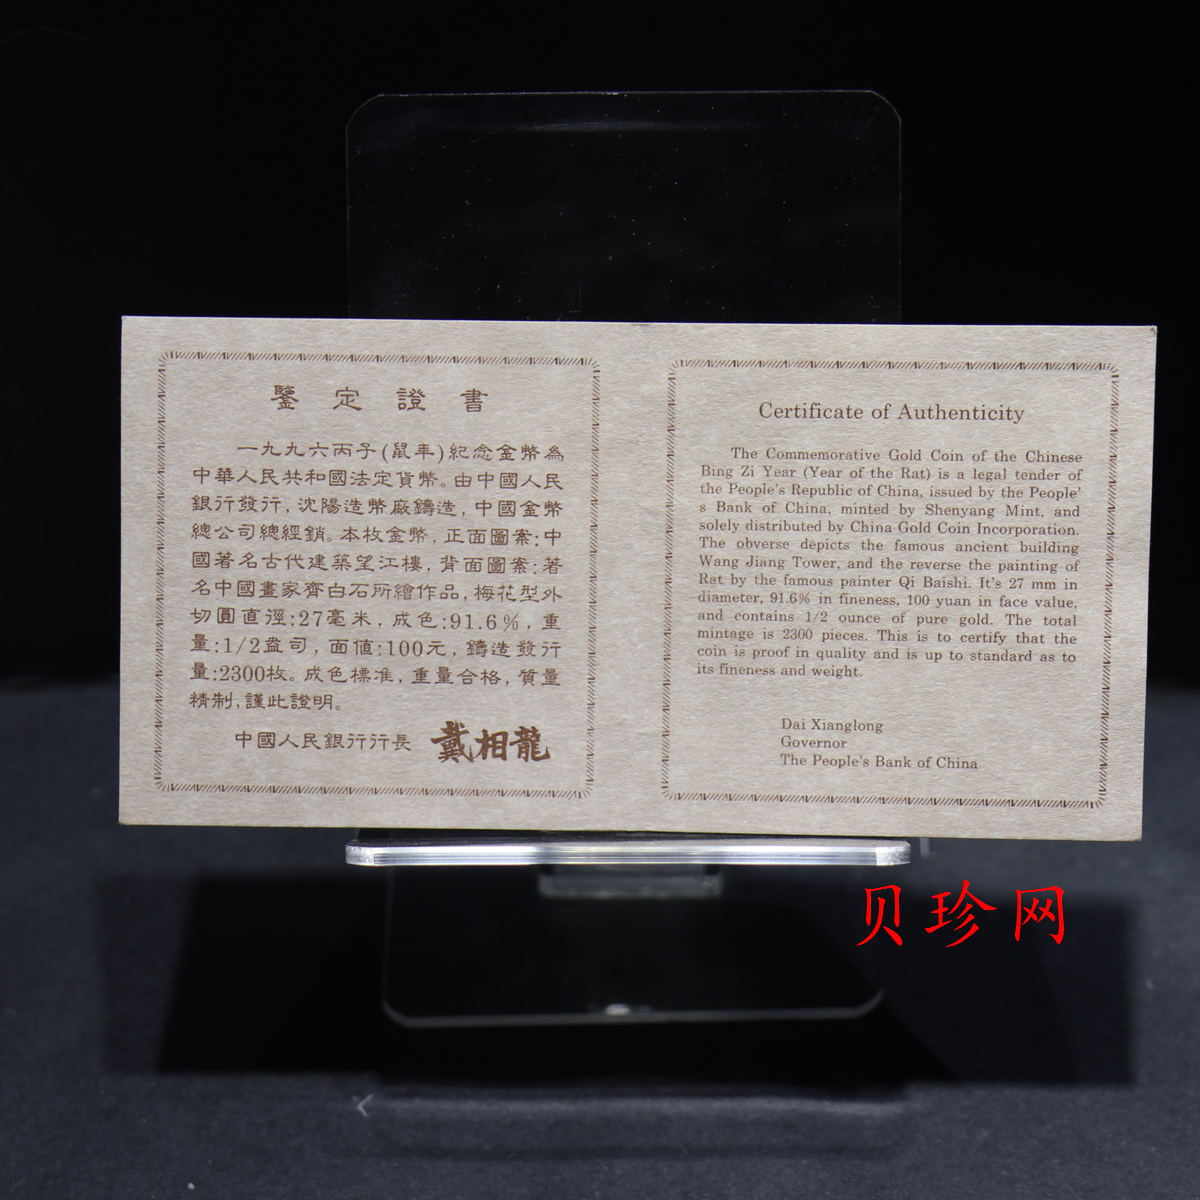 鑒定證書
一九九六丙子(鼠年)紀念金幣為
中華人民共和國法定貨幣。由中國人民
銀行發行,沈陽造幣廠鑄造,中國金幣
總公司總經銷。本枚金幣,正面圖案:中
國著名古代建築望江樓,背面圖案:著
名中國畫家齊白石所繪作品,梅花型外
切圓直徑:27毫米,成色:91.6%,重
量:1/2盎司,面值:100元,鑄造發行
量:2300枚。成色標准,重量合格,質量
精制,謹此證明。
中國人民銀行行長 戴相龍
Certificate of Authenticity
The Commemorative Gold Coin of the Chinese
Bing Zi Year (Year of the Rat) is a legal tender of
the People's Republic of China, issued by the People'
s Bank of China, minted by Shenyang Mint, and
solely distributed by China Gold Coin Incorporation.
The obverse depicts the famous ancient building
Wang Jiang Tower, and the reverse the painting of
Rat by the famous painter Qi Baishi. It's 27 mm in
diameter, 91.6% in fineness, 100 yuan in face value,
and contains 1/2 ounce of pure gold. The total
mintage is 2300 pieces. This is to certify that the
coin is proof in quality and is up to standard as to
its fineness and weight.
Dai Xianglong
Governor
The People's Bank of China
贝珍网